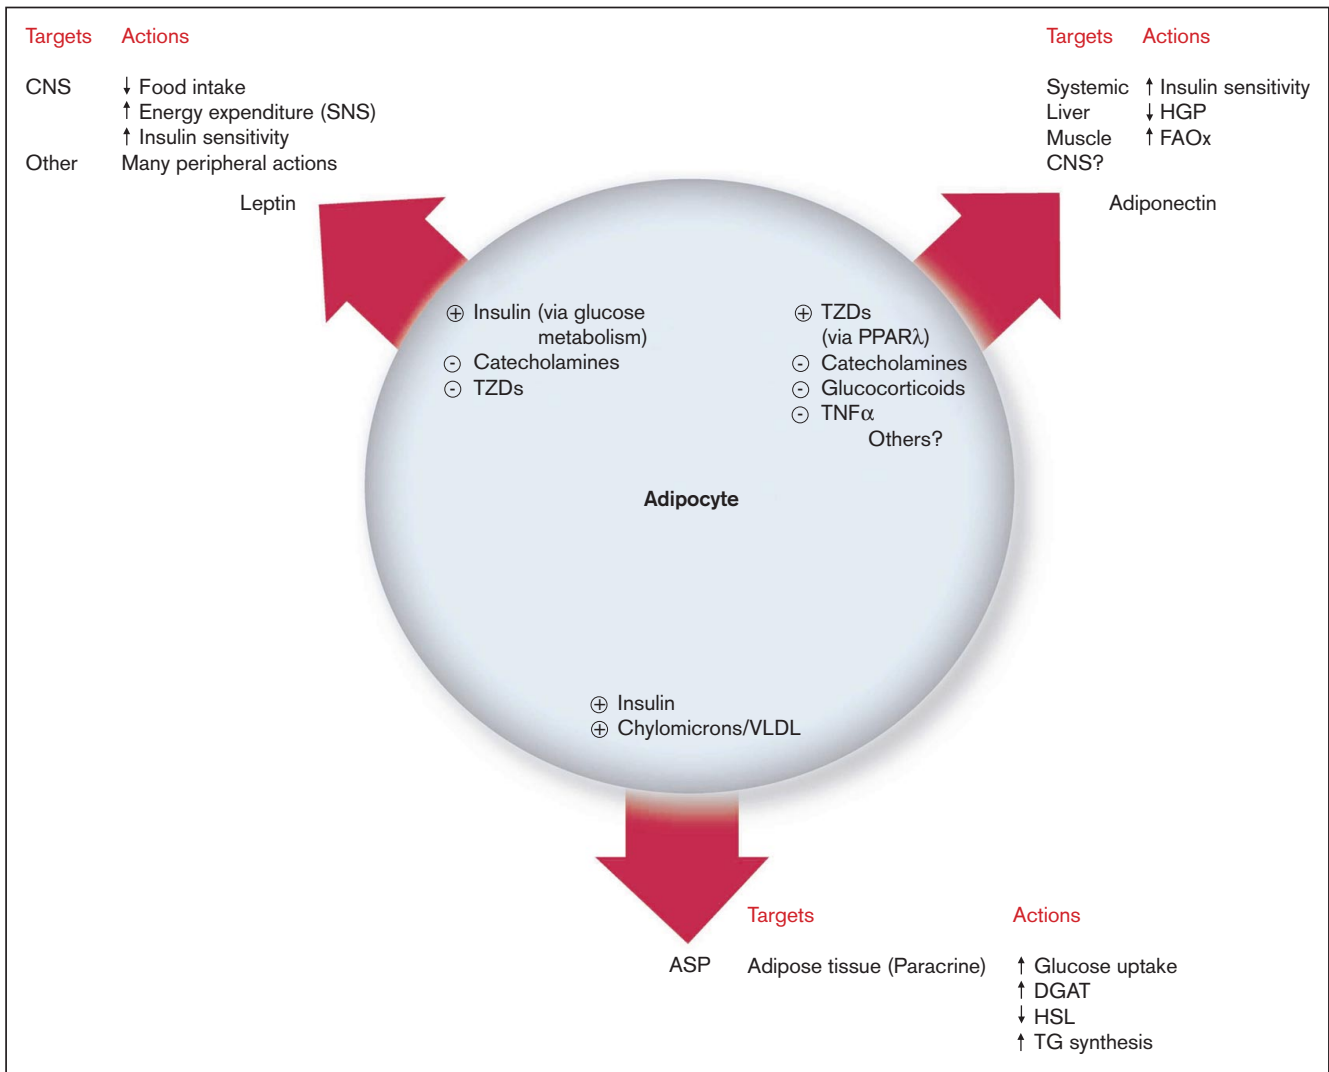 Targets Actions
CNS ↓ Food intake
↑ Energy expenditure (SNS)
↑ Insulin sensitivity
Other Many peripheral actions
Leptin
Targets Actions
Systemic ↑ Insulin sensitivity
Liver ↓ HGP
Muscle ↑ FAOx
CNS?
Adiponectin
⊕ Insulin (via glucose
metabolism)
⊖ Catecholamines
⊖ TZDs
⊕ TZDs
(via PPARλ)
⊖ Catecholamines
⊖ Glucocorticoids
⊖ TNFα
Others?
Adipocyte
⊕ Insulin
⊕ Chylomicrons/VLDL
Targets Actions
ASP Adipose tissue (Paracrine) ↑ Glucose uptake
↑ DGAT
↓ HSL
↑ TG synthesis